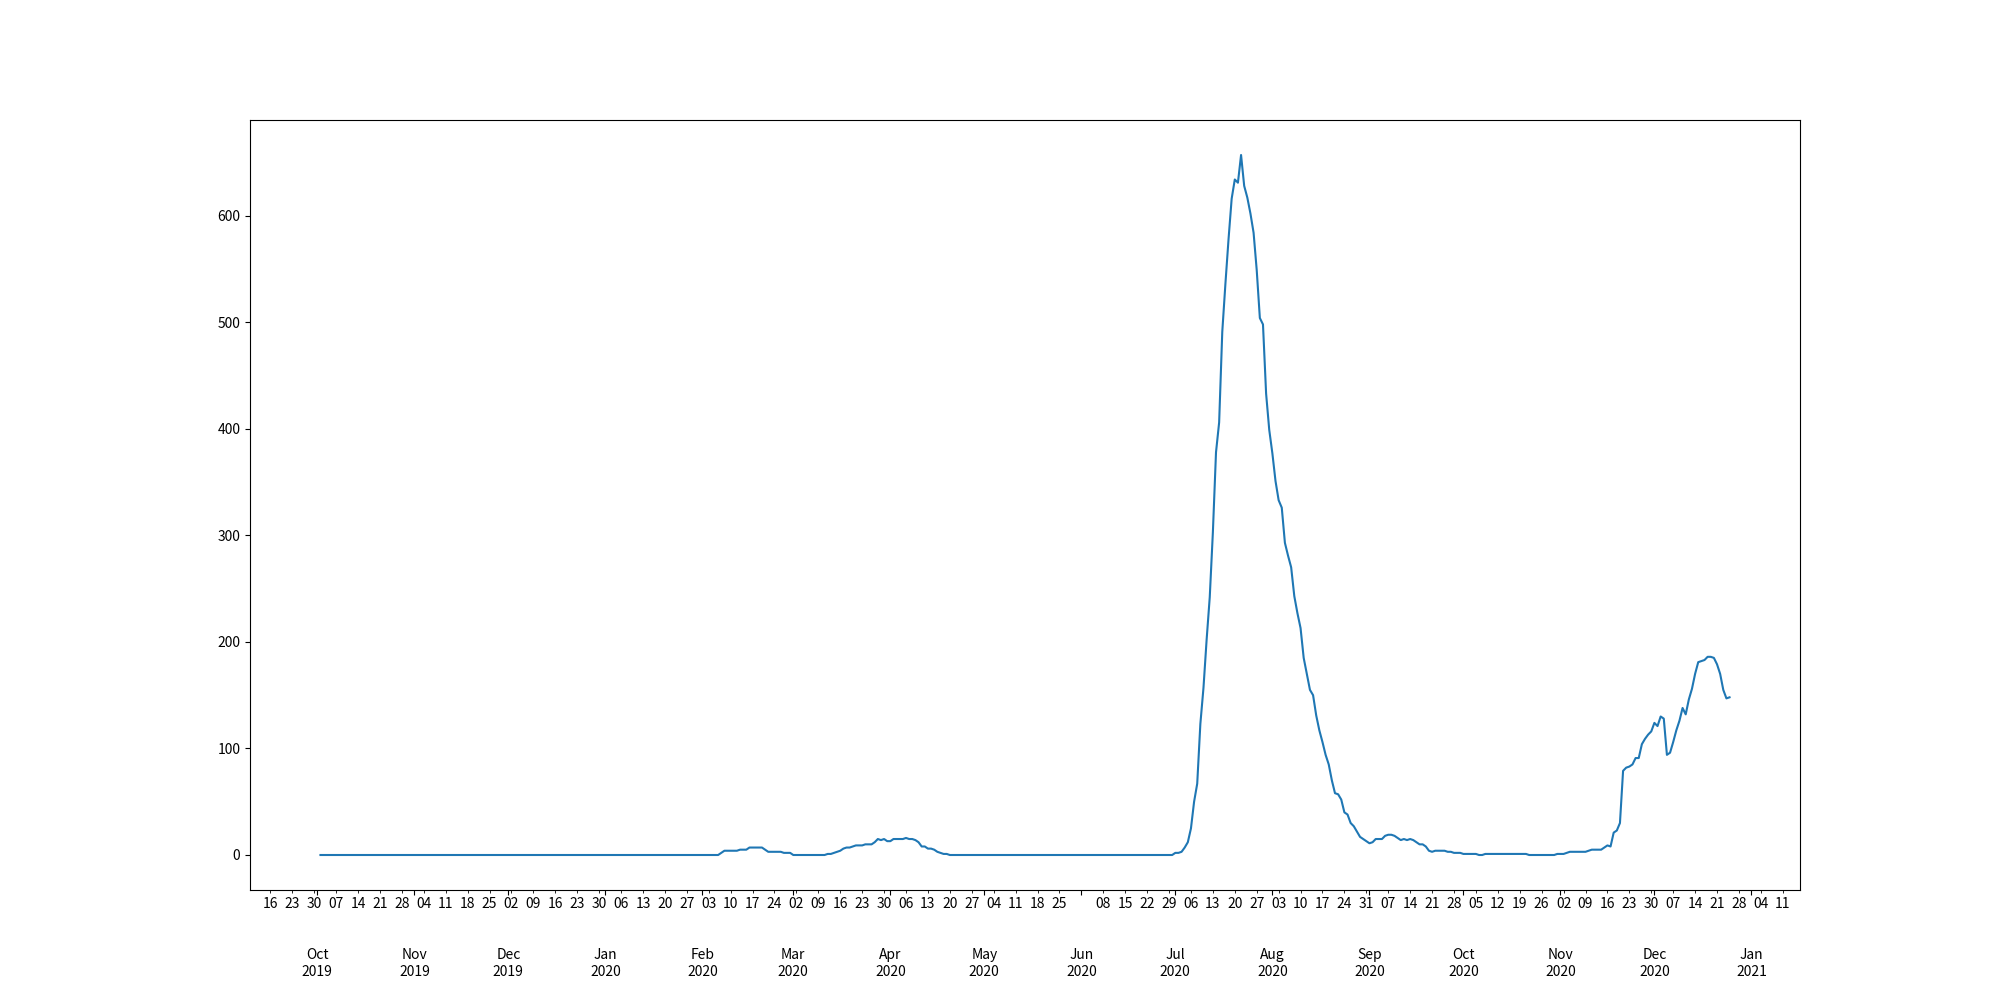 600
500
400
300
200
100
0
16 23 30 07 14 21 28 04 11 18 25 02 09 16 23 30 06 13 20 27 03 10 17 24 02 09 16 23 30 06 13 20 27 04 11 18 25 08 15 22 29 06 13 20 27 03 10 17 24 31 07 14 21 28 05 12 19 26 02 09 16 23 30 07 14 21 28 04 11
Oct Nov Dec Jan Feb Mar Apr May Jun Jul Aug Sep Oct Nov Dec Jan
2019 2019 2019 2020 2020 2020 2020 2020 2020 2020 2020 2020 2020 2020 2020 2021